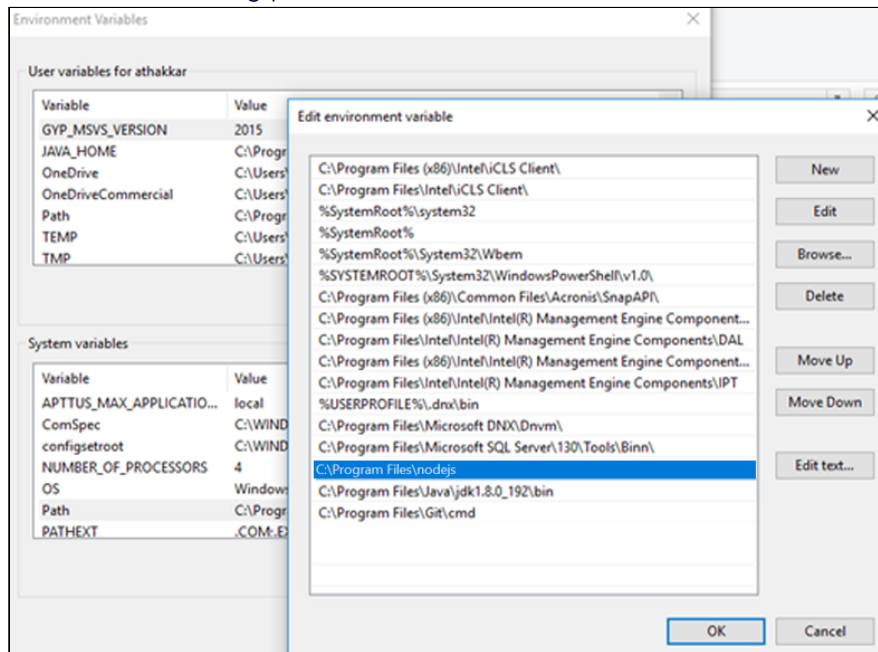 Environment Variables
User variables for athakkar
Variable Value
GYP_MSVS_VERSION 2015
JAVA_HOME C:\Progr
OneDrive C:\Users\
OneDriveCommercial C:\Users\
Path C:\Progr
TEMP C:\Users\
TMP C:\Users\
System variables
Variable Value
APTTUS_MAX_APPLICATIO... local
ComSpec C:\WIND
configsetroot C:\WIND
NUMBER_OF_PROCESSORS 4
OS Windows
Path C:\Progr
PATHEXT .COM;.EX
Edit environment variable
C:\Program Files (x86)\Intel\iCLS Client\
C:\Program Files\Intel\iCLS Client\
%SystemRoot%\system32
%SystemRoot%
%SystemRoot%\System32\Wbem
%SYSTEMROOT%\System32\WindowsPowerShell\v1.0\
C:\Program Files (x86)\Common Files\Acronis\SnapAPI\
C:\Program Files (x86)\Intel\Intel(R) Management Engine Component...
C:\Program Files\Intel\Intel(R) Management Engine Components\DAL
C:\Program Files (x86)\Intel\Intel(R) Management Engine Component...
C:\Program Files\Intel\Intel(R) Management Engine Components\IPT
%USERPROFILE%\.dnx\bin
C:\Program Files\Microsoft DNX\Dnvm\
C:\Program Files\Microsoft SQL Server\130\Tools\Binn\
C:\Program Files\nodejs
C:\Program Files\Java\jdk1.8.0_192\bin
C:\Program Files\Git\cmd
New
Edit
Browse...
Delete
Move Up
Move Down
Edit text...
OK
Cancel